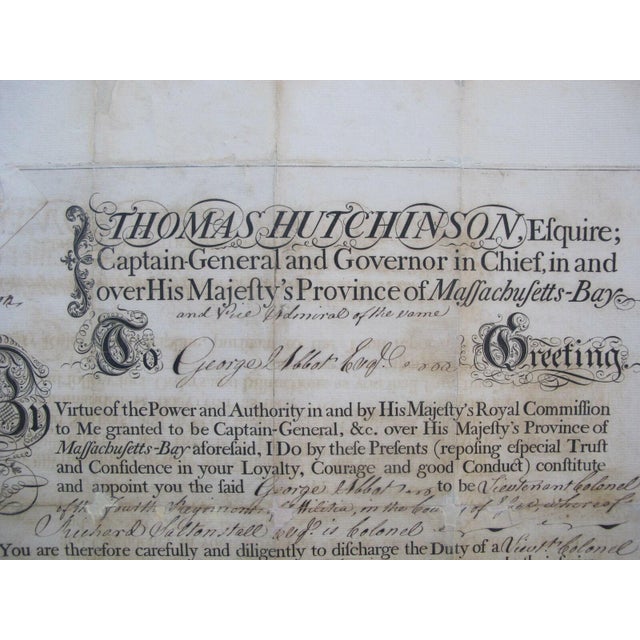 THOMAS HUTCHINSON, Eſquire;
Captain-General and Governor in Chief, in and
over His Majeſty's Province of Maſſachuſetts-Bay
and Vice Admiral of the same
To George Abbot Esqr. Greeting.
By Virtue of the Power and Authority in and by His Majeſty's Royal Commiſſion
to Me granted to be Captain-General, &c. over His Majeſty's Province of
Maſſachuſetts-Bay aforeſaid, I Do by theſe Preſents (repoſing eſpecial Truſt
and Confidence in your Loyalty, Courage and good Conduct) conſtitute
and appoint you the ſaid George Abbot to be Lieutenant Colonel
of the Fourth Regiment of Militia, in the County of Essex, whereof
Richard Saltonstall Esqr. is Colonel
You are therefore carefully and diligently to diſcharge the Duty of a Lieut. Colonel